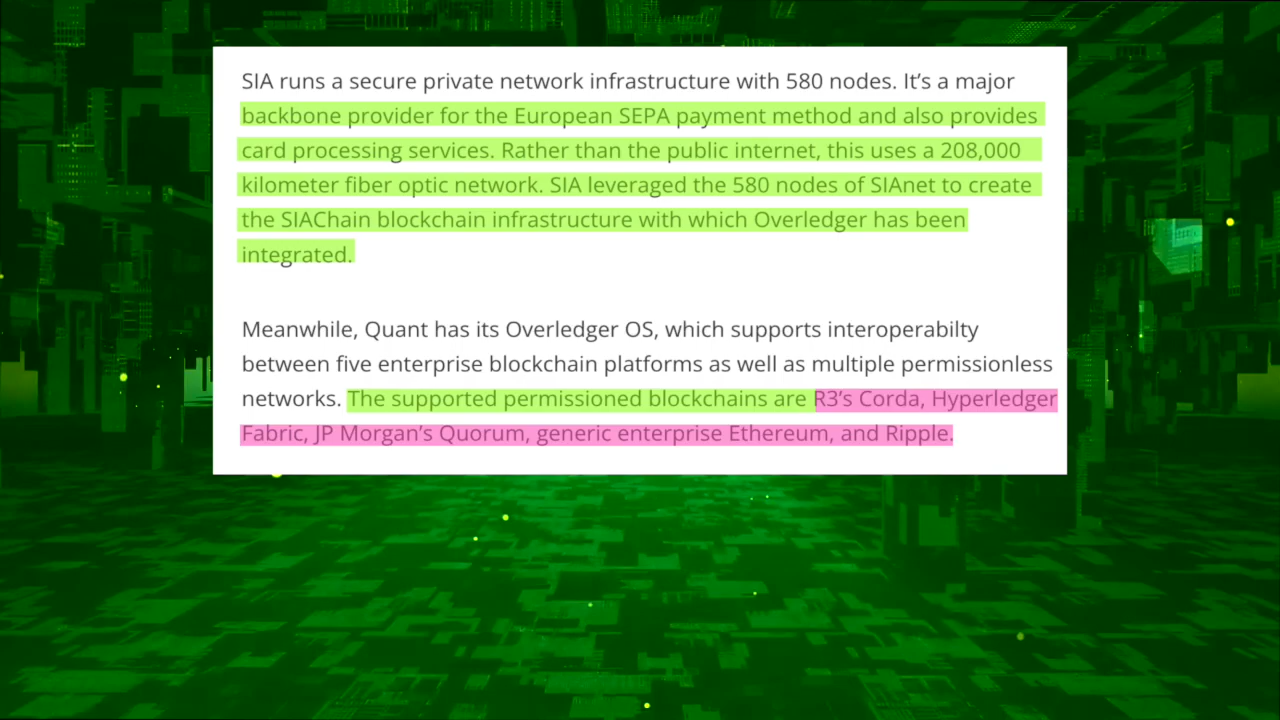 SIA runs a secure private network infrastructure with 580 nodes. It’s a major
backbone provider for the European SEPA payment method and also provides
card processing services. Rather than the public internet, this uses a 208,000
kilometer fiber optic network. SIA leveraged the 580 nodes of SIAnet to create
the SIAChain blockchain infrastructure with which Overledger has been
integrated.
Meanwhile, Quant has its Overledger OS, which supports interoperabilty
between five enterprise blockchain platforms as well as multiple permissionless
networks. The supported permissioned blockchains are R3’s Corda, Hyperledger
Fabric, JP Morgan’s Quorum, generic enterprise Ethereum, and Ripple.